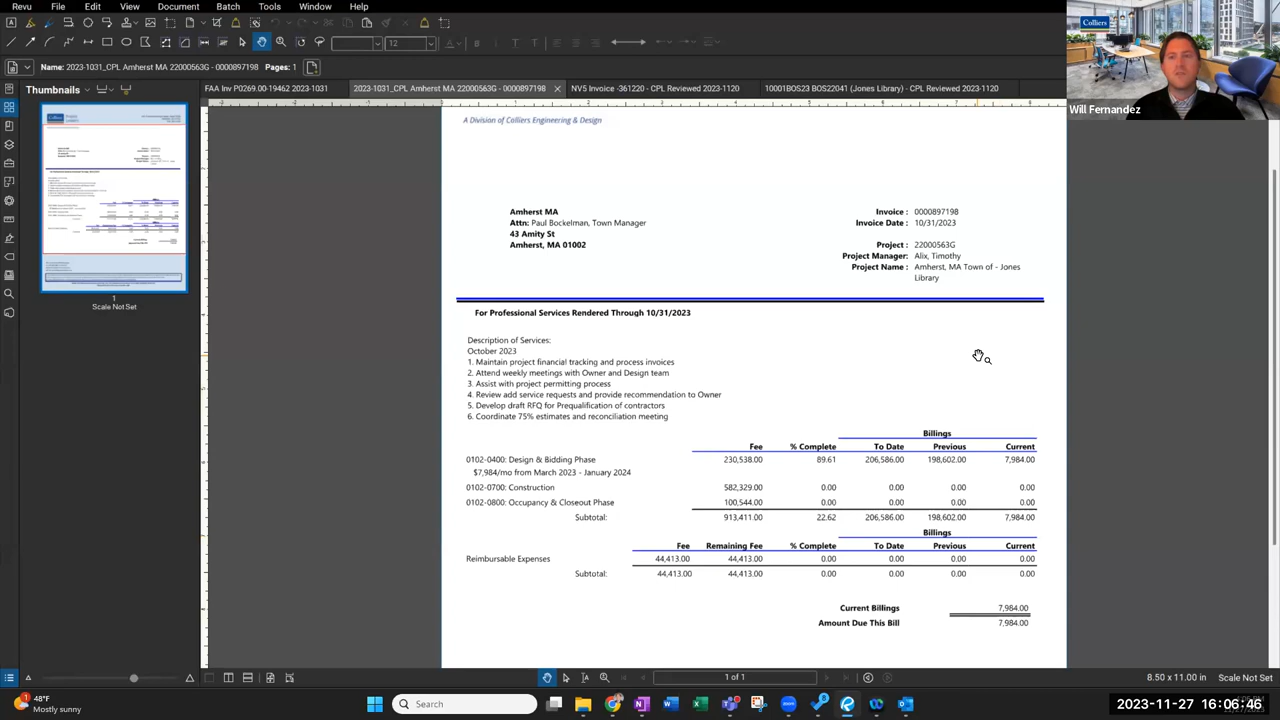 Revu File Edit View Document Batch Tools Window Help
12
Name: 2023-1031_CPL Amherst MA 22000563G - 0000897198 Pages: 1
Thumbnails
FAA Inv P0269.00-19462 2023-1031
2023-1031_CPL Amherst MA 22000563G - 0000897198
NV5 Invoice -361220 - CPL Reviewed 2023-1120
10001BOS23 BOS22041 (Jones Library) - CPL Reviewed 2023-1120
Colliers
Will Fernandez
A Division of Colliers Engineering & Design
Amherst MA
Attn: Paul Bockelman, Town Manager
43 Amity St
Amherst, MA 01002
Invoice : 0000897198
Invoice Date : 10/31/2023
Project : 22000563G
Project Manager : Alix, Timothy
Project Name : Amherst, MA Town of - Jones
Library
For Professional Services Rendered Through 10/31/2023
Description of Services:
October 2023
1. Maintain project financial tracking and process invoices
2. Attend weekly meetings with Owner and Design team
3. Assist with project permitting process
4. Review add service requests and provide recommendation to Owner
5. Develop draft RFQ for Prequalification of contractors
6. Coordinate 75% estimates and reconciliation meeting
Billings
Fee % Complete To Date Previous Current
0102-0400: Design & Bidding Phase 230,538.00 89.61 206,586.00 198,602.00 7,984.00
$7,984/mo from March 2023 - January 2024
0102-0700: Construction 582,329.00 0.00 0.00 0.00 0.00
0102-0800: Occupancy & Closeout Phase 100,544.00 0.00 0.00 0.00 0.00
Subtotal: 913,411.00 22.62 206,586.00 198,602.00 7,984.00
Billings
Fee Remaining Fee % Complete To Date Previous Current
Reimbursable Expenses 44,413.00 44,413.00 0.00 0.00 0.00 0.00
Subtotal: 44,413.00 44,413.00 0.00 0.00 0.00 0.00
Current Billings 7,984.00
Amount Due This Bill 7,984.00
1
Scale Not Set
1 of 1
8.50 x 11.00 in Scale Not Set
48°F
Mostly sunny
Search
2023-11-27 16:06:46